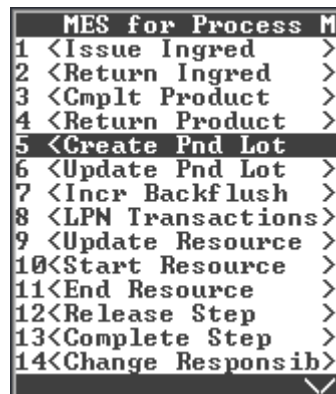 MES for Process M
1 <Issue Ingred >
2 <Return Ingred >
3 <Cmplt Product >
4 <Return Product >
5 <Create Pnd Lot
6 <Update Pnd Lot >
7 <Incr Backflush >
8 <LPN Transactions>
9 <Update Resource >
10<Start Resource >
11<End Resource >
12<Release Step >
13<Complete Step >
14<Change Responsib>